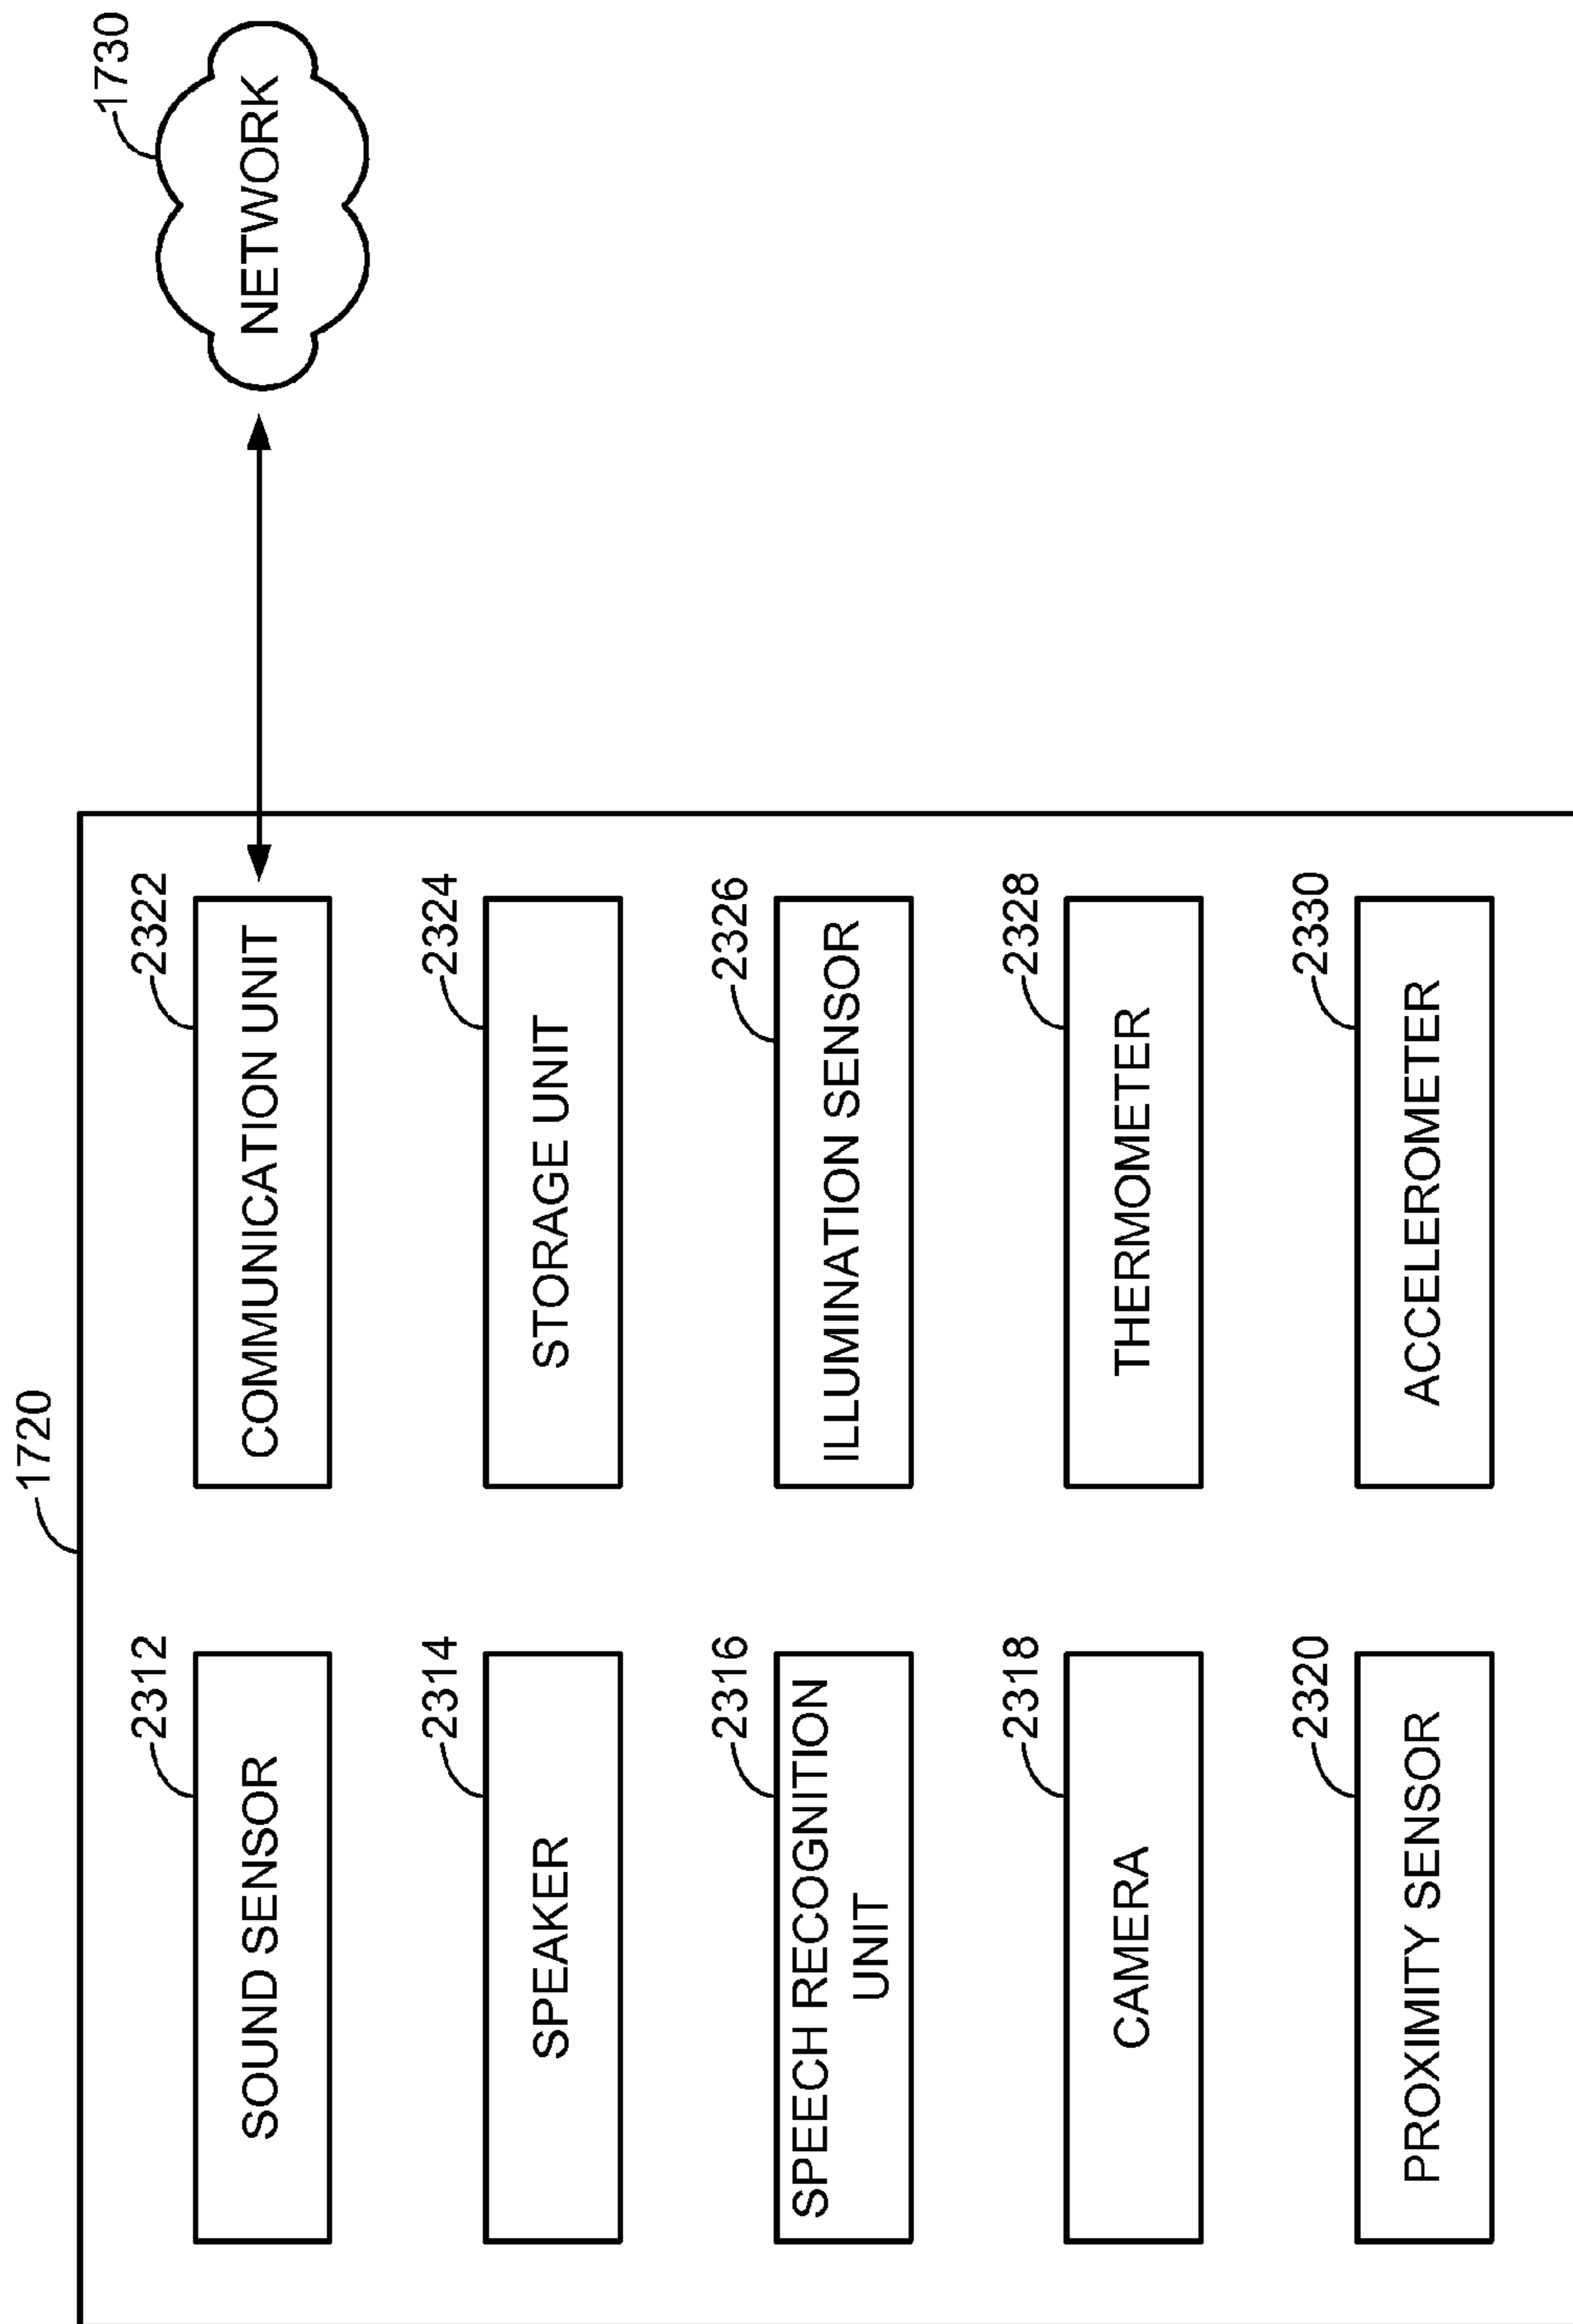 1720
2312
SOUND SENSOR
2322
COMMUNICATION UNIT
1730
NETWORK
2314
SPEAKER
2324
STORAGE UNIT
2316
SPEECH RECOGNITION
UNIT
2326
ILLUMINATION SENSOR
2318
CAMERA
2328
THERMOMETER
2320
PROXIMITY SENSOR
2330
ACCELEROMETER